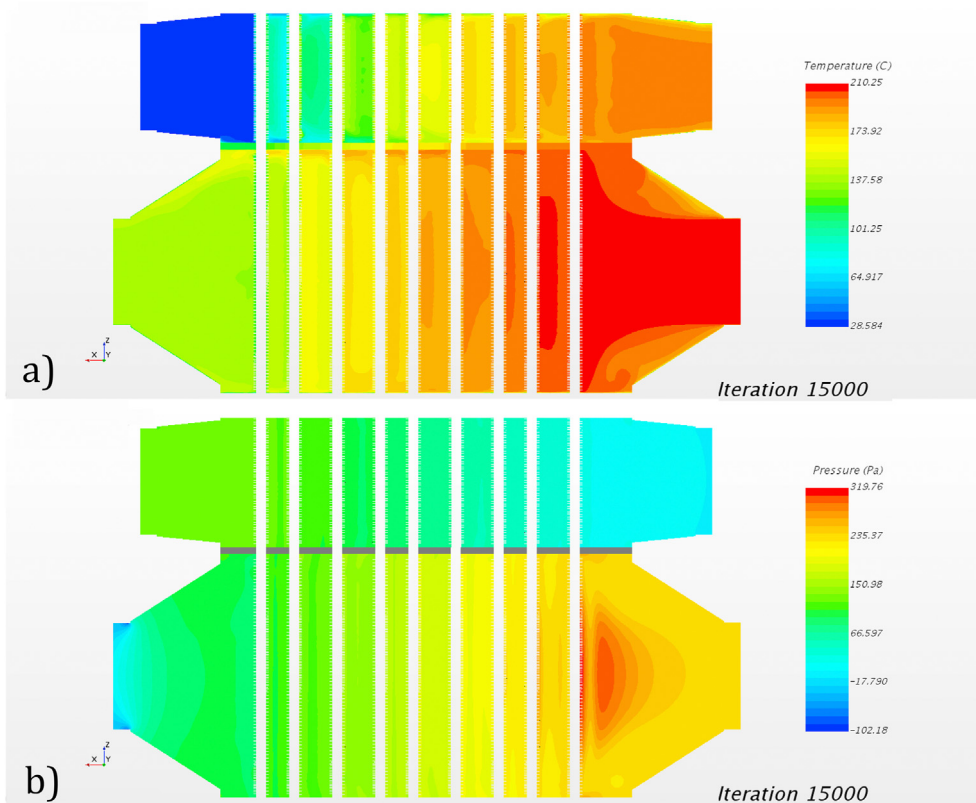 Temperature (C)
210.25
173.92
137.58
101.25
64.917
28.584
Z
X Y
a)
Iteration 15000
Pressure (Pa)
319.76
235.37
150.98
66.597
-17.790
-102.18
Z
X Y
b)
Iteration 15000